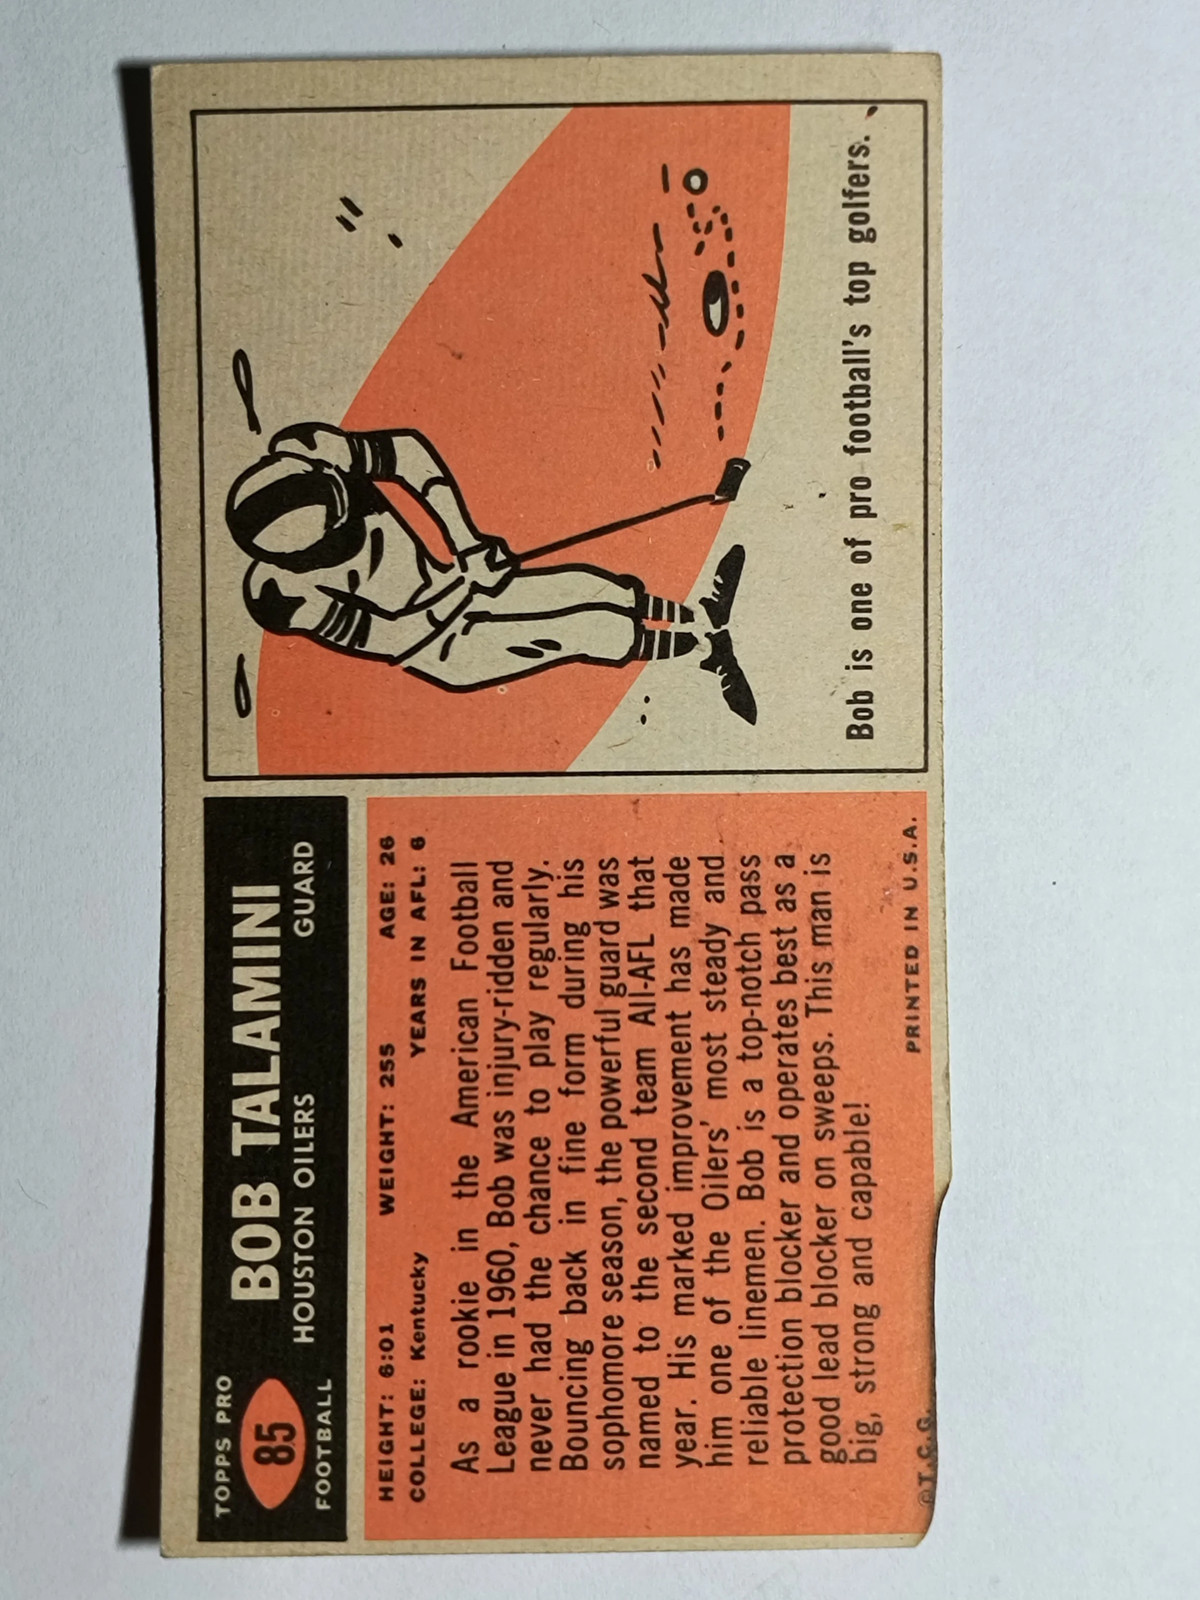 TOPPS PRO
85
FOOTBALL
BOB TALAMINI
HOUSTON OILERS GUARD
HEIGHT: 6:01 WEIGHT: 255 AGE: 26
COLLEGE: Kentucky YEARS IN AFL: 6
As a rookie in the American Football
League in 1960, Bob was injury-ridden and
never had the chance to play regularly.
Bouncing back in fine form during his
sophomore season, the powerful guard was
named to the second team All-AFL that
year. His marked improvement has made
him one of the Oilers' most steady and
reliable linemen. Bob is a top-notch pass
protection blocker and operates best as a
good lead blocker on sweeps. This man is
big, strong and capable!
©T.C.G. PRINTED IN U.S.A.
Bob is one of pro football's top golfers.